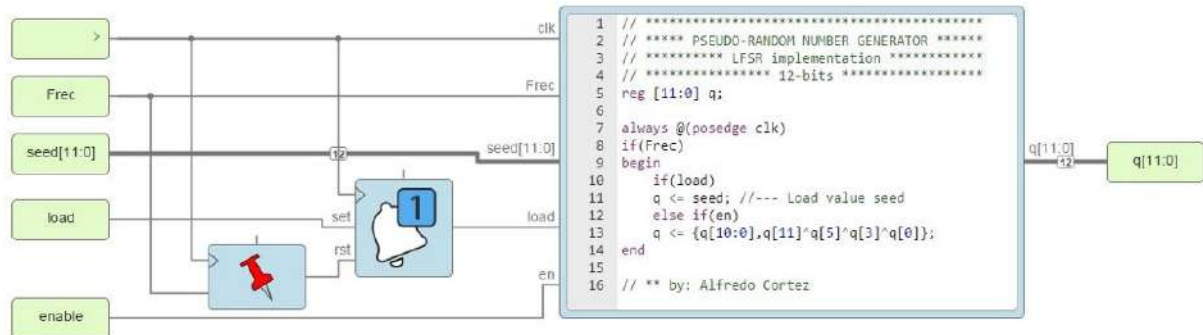 >
Frec
seed[11:0]
load
enable
12
set
rst
1
clk
Frec
seed[11:0]
load
en
1 // *******************************************
2 // ***** PSEUDO-RANDOM NUMBER GENERATOR ******
3 // ********** LFSR implementation ************
4 // **************** 12-bits ******************
5 reg [11:0] q;
6
7 always @(posedge clk)
8 if(Frec)
9 begin
10 if(load)
11 q <= seed; //--- Load value seed
12 else if(en)
13 q <= {q[10:0],q[11]^q[5]^q[3]^q[0]};
14 end
15
16 // ** by: Alfredo Cortez
q[11:0]
12
q[11:0]